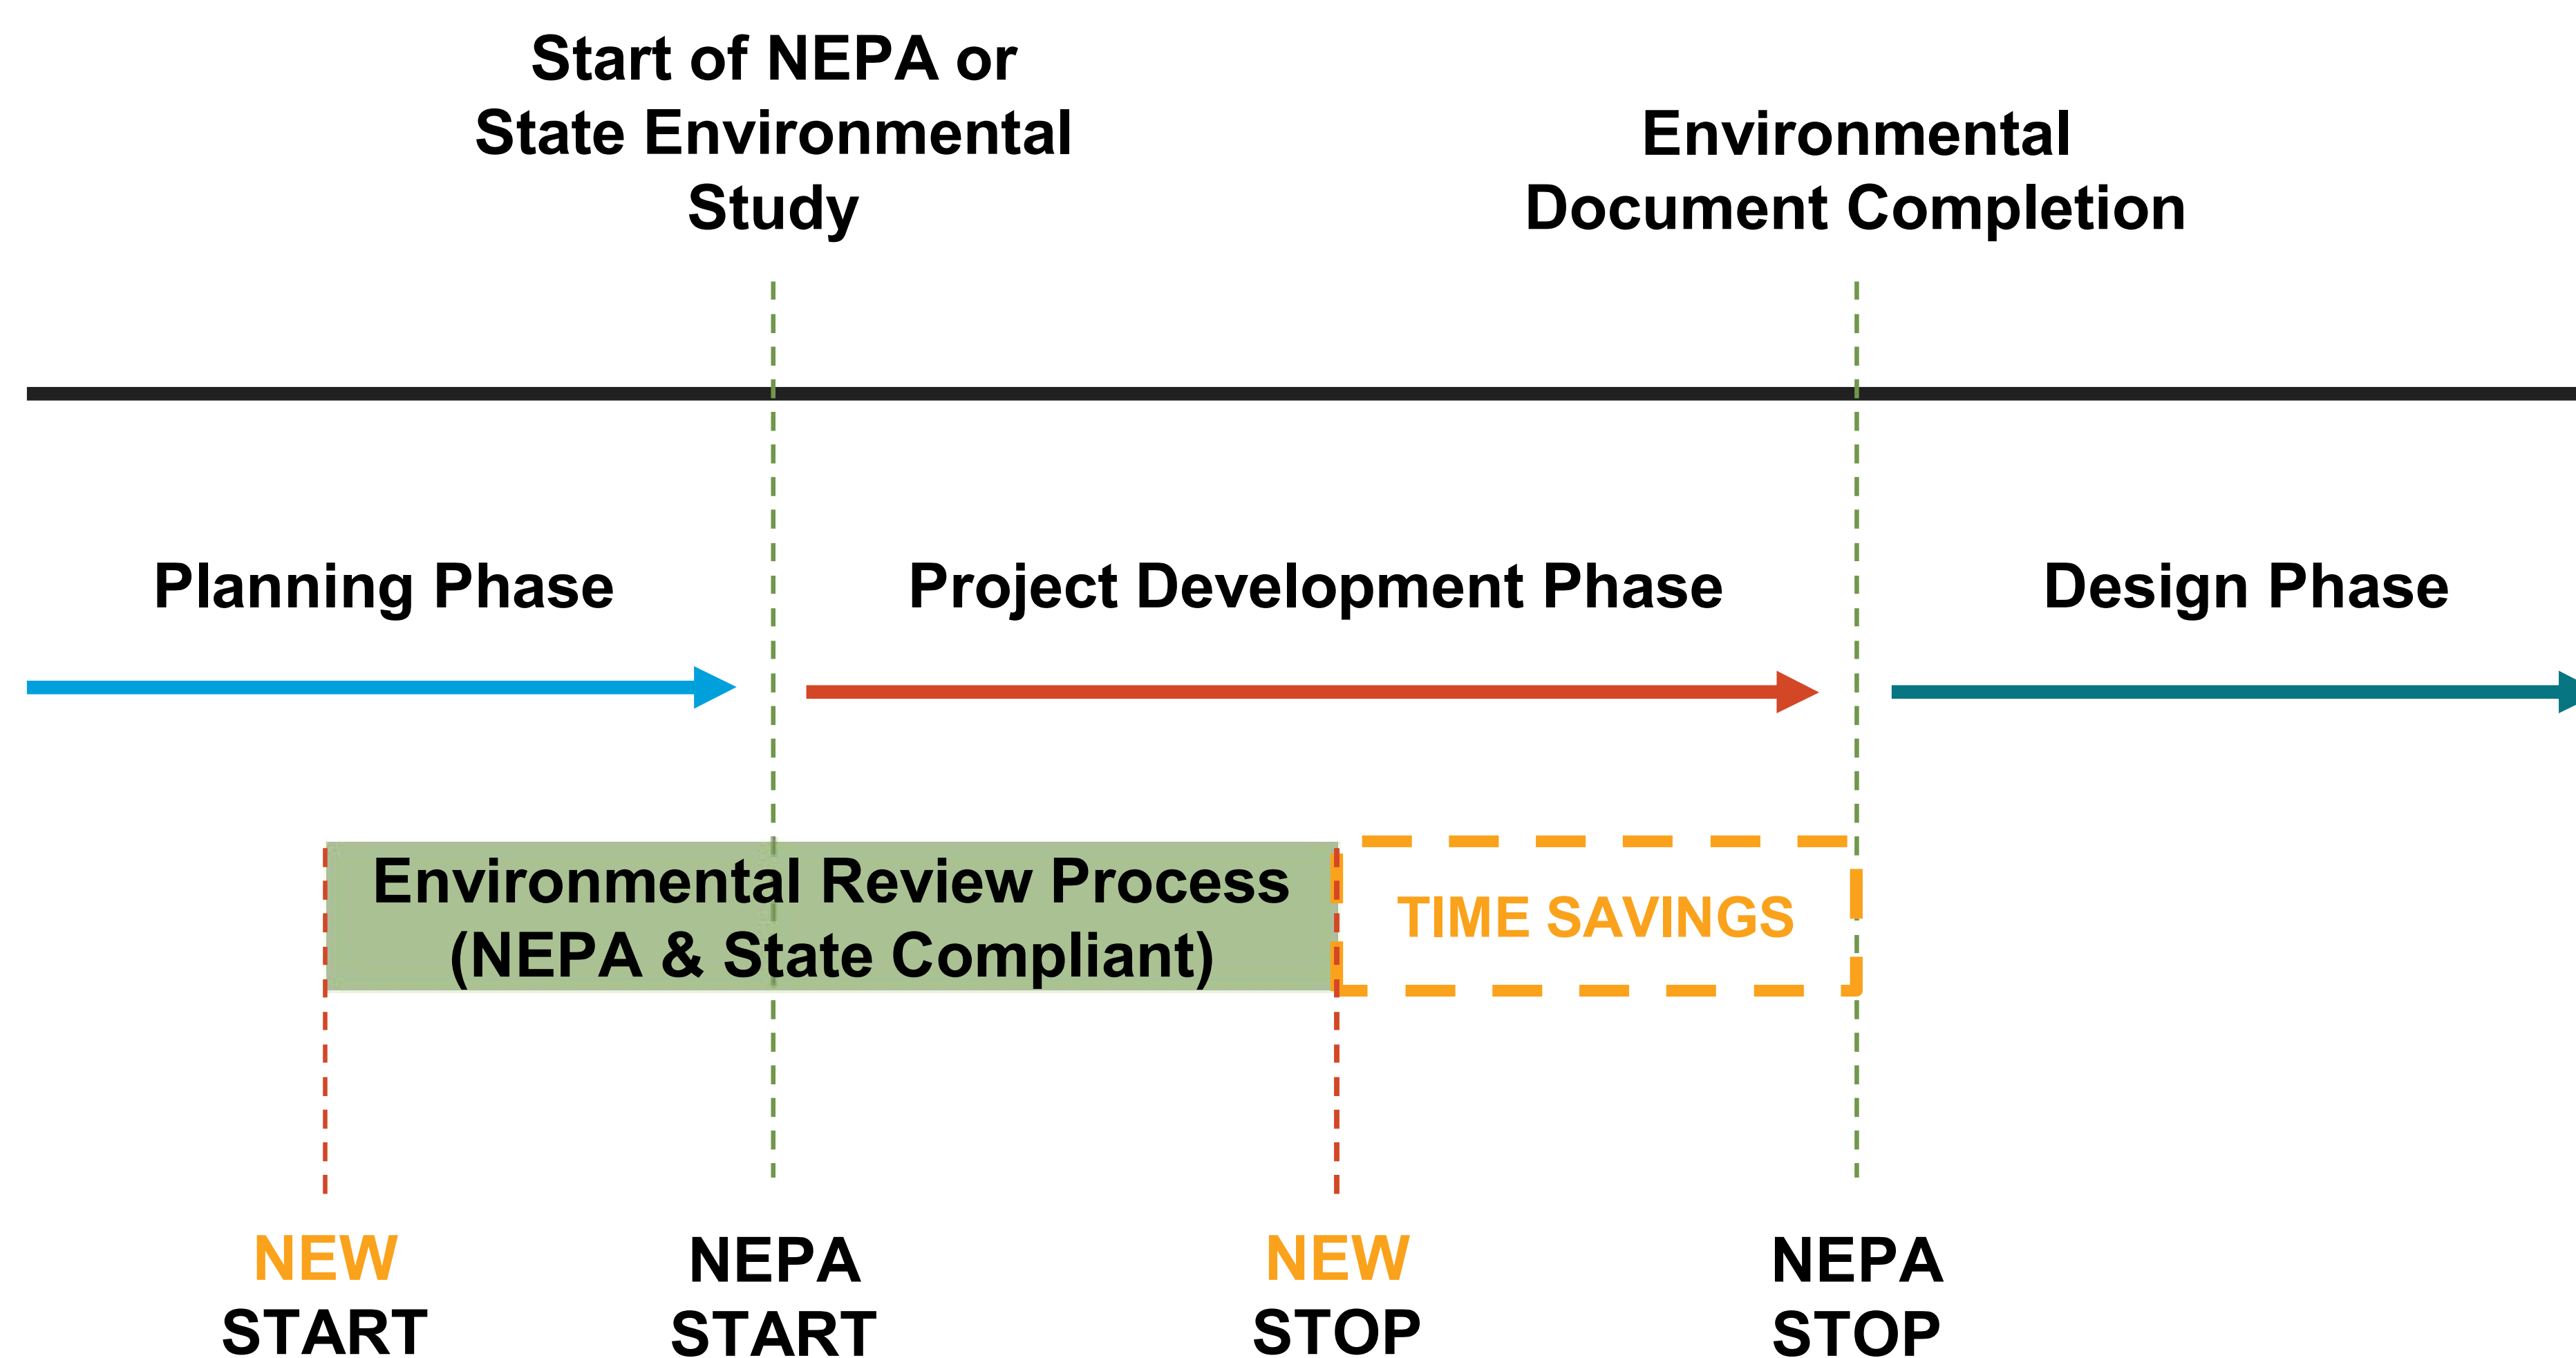 Start of NEPA or
State Environmental
Study
Environmental
Document Completion
Planning Phase
Project Development Phase
Design Phase
Environmental Review Process
(NEPA & State Compliant)
TIME SAVINGS
NEW
START
NEPA
START
NEW
STOP
NEPA
STOP